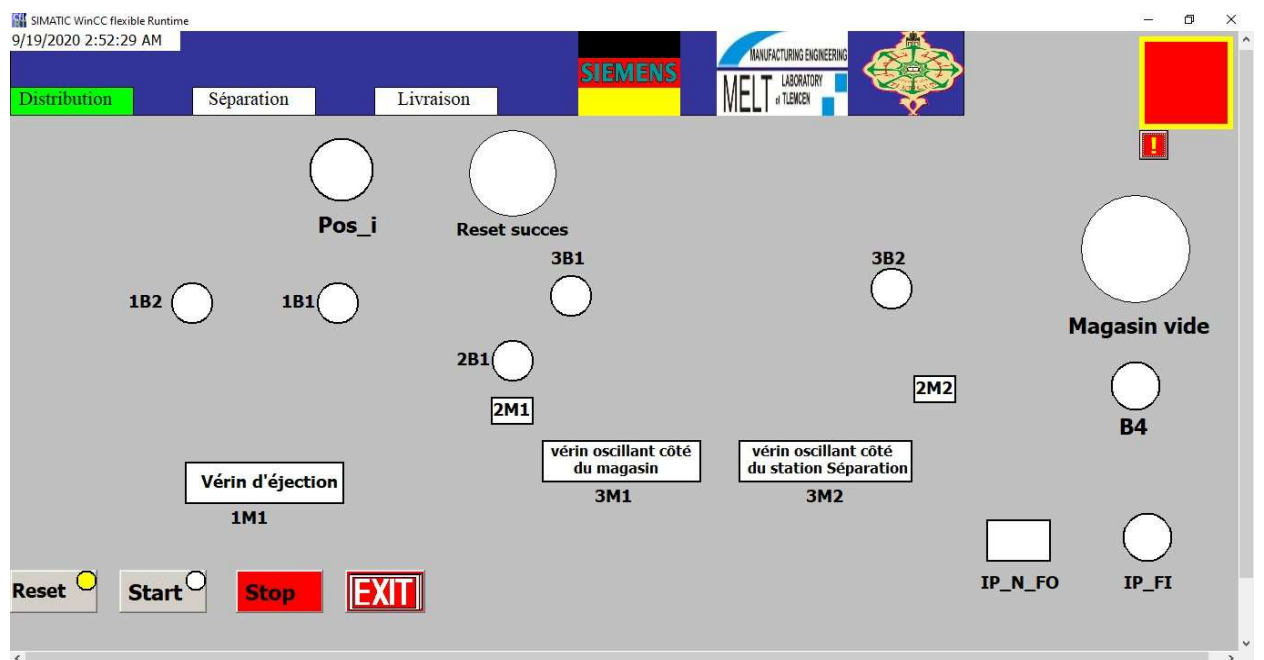 SIMATIC WinCC flexible Runtime
9/19/2020 2:52:29 AM
Distribution
Séparation
Livraison
SIEMENS
MANUFACTURING ENGINEERING
MELT LABORATORY
of TLEMCEN
!
Pos_i
Reset succes
3B1
3B2
1B2
1B1
Magasin vide
2B1
2M2
2M1
B4
vérin oscillant côté
du magasin
vérin oscillant côté
du station Séparation
Vérin d'éjection
3M1
3M2
1M1
IP_N_FO
IP_FI
Reset
Start
Stop
EXIT